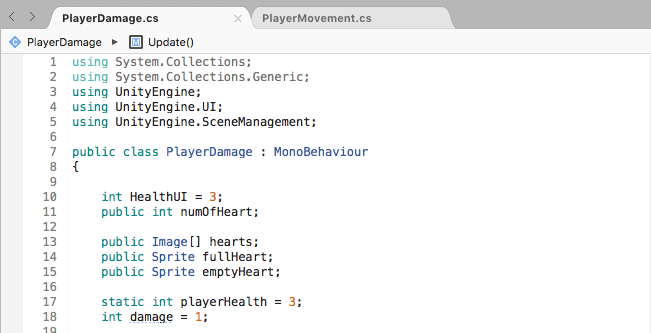 PlayerDamage.cs
PlayerMovement.cs
PlayerDamage Update()
1 using System.Collections;
2 using System.Collections.Generic;
3 using UnityEngine;
4 using UnityEngine.UI;
5 using UnityEngine.SceneManagement;
6
7 public class PlayerDamage : MonoBehaviour
8 {
9
10 int HealthUI = 3;
11 public int numOfHeart;
12
13 public Image[] hearts;
14 public Sprite fullHeart;
15 public Sprite emptyHeart;
16
17 static int playerHealth = 3;
18 int damage = 1;
19